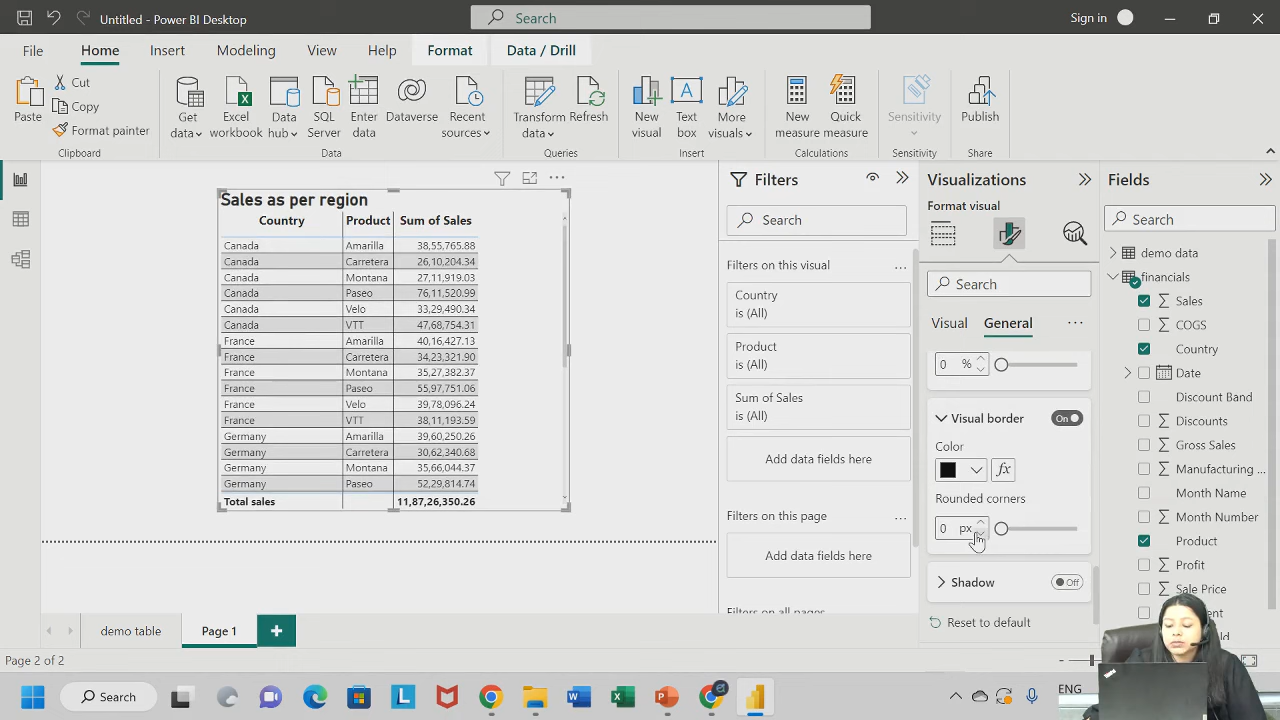 Untitled - Power BI Desktop
Search
Sign in
File
Home
Insert
Modeling
View
Help
Format
Data / Drill
Paste
Cut
Copy
Format painter
Clipboard
Get data
Excel workbook
Data hub
SQL Server
Enter data
Dataverse
Recent sources
Data
Transform data
Refresh
Queries
New visual
Text box
More visuals
Insert
New measure
Quick measure
Calculations
Sensitivity
Sensitivity
Publish
Share
Sales as per region
Country Product Sum of Sales
Canada Amarilla 38,55,765.88
Canada Carretera 26,10,204.34
Canada Montana 27,11,919.03
Canada Paseo 76,11,520.99
Canada Velo 33,29,490.34
Canada VTT 47,68,754.31
France Amarilla 40,16,427.13
France Carretera 34,23,321.90
France Montana 35,27,382.37
France Paseo 55,97,751.06
France Velo 39,78,096.24
France VTT 38,11,193.59
Germany Amarilla 39,60,250.26
Germany Carretera 30,62,340.68
Germany Montana 35,66,044.37
Germany Paseo 52,29,814.74
Total sales 11,87,26,350.26
Filters
Search
Filters on this visual
Country
is (All)
Product
is (All)
Sum of Sales
is (All)
Add data fields here
Filters on this page
Add data fields here
Filters on all pages
Visualizations
Format visual
Search
Visual General
0 %
Visual border On
Color
fx
Rounded corners
0 px
Shadow Off
Reset to default
Fields
Search
demo data
financials
Sales
COGS
Country
Date
Discount Band
Discounts
Gross Sales
Manufacturing ...
Month Name
Month Number
Product
Profit
Sale Price
demo table
Page 1
Page 2 of 2
Search
ENG